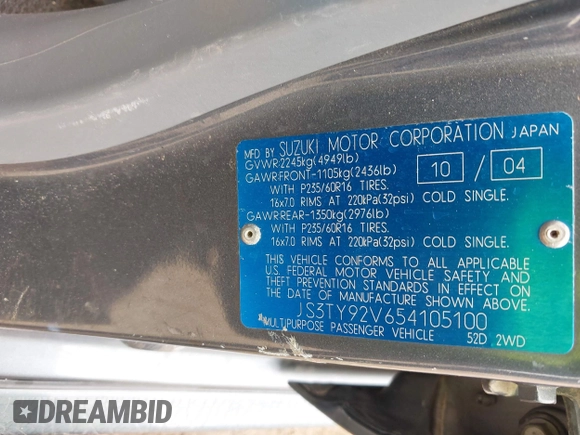 MFD BY SUZUKI MOTOR CORPORATION JAPAN
GVWR:2245kg(4949lb)
GAWR:FRONT-1105kg(2436lb) 10 / 04
WITH P235/60R16 TIRES.
16x7.0 RIMS AT 220kPa(32psi) COLD SINGLE.
GAWR:REAR-1350kg(2976lb)
WITH P235/60R16 TIRES.
16x7.0 RIMS AT 220kPa(32psi) COLD SINGLE.
THIS VEHICLE CONFORMS TO ALL APPLICABLE
U.S. FEDERAL MOTOR VEHICLE SAFETY AND
THEFT PREVENTION STANDARDS IN EFFECT ON
THE DATE OF MANUFACTURE SHOWN ABOVE.
JS3TY92V654105100
MULTIPURPOSE PASSENGER VEHICLE 52D 2WD
DREAMBID